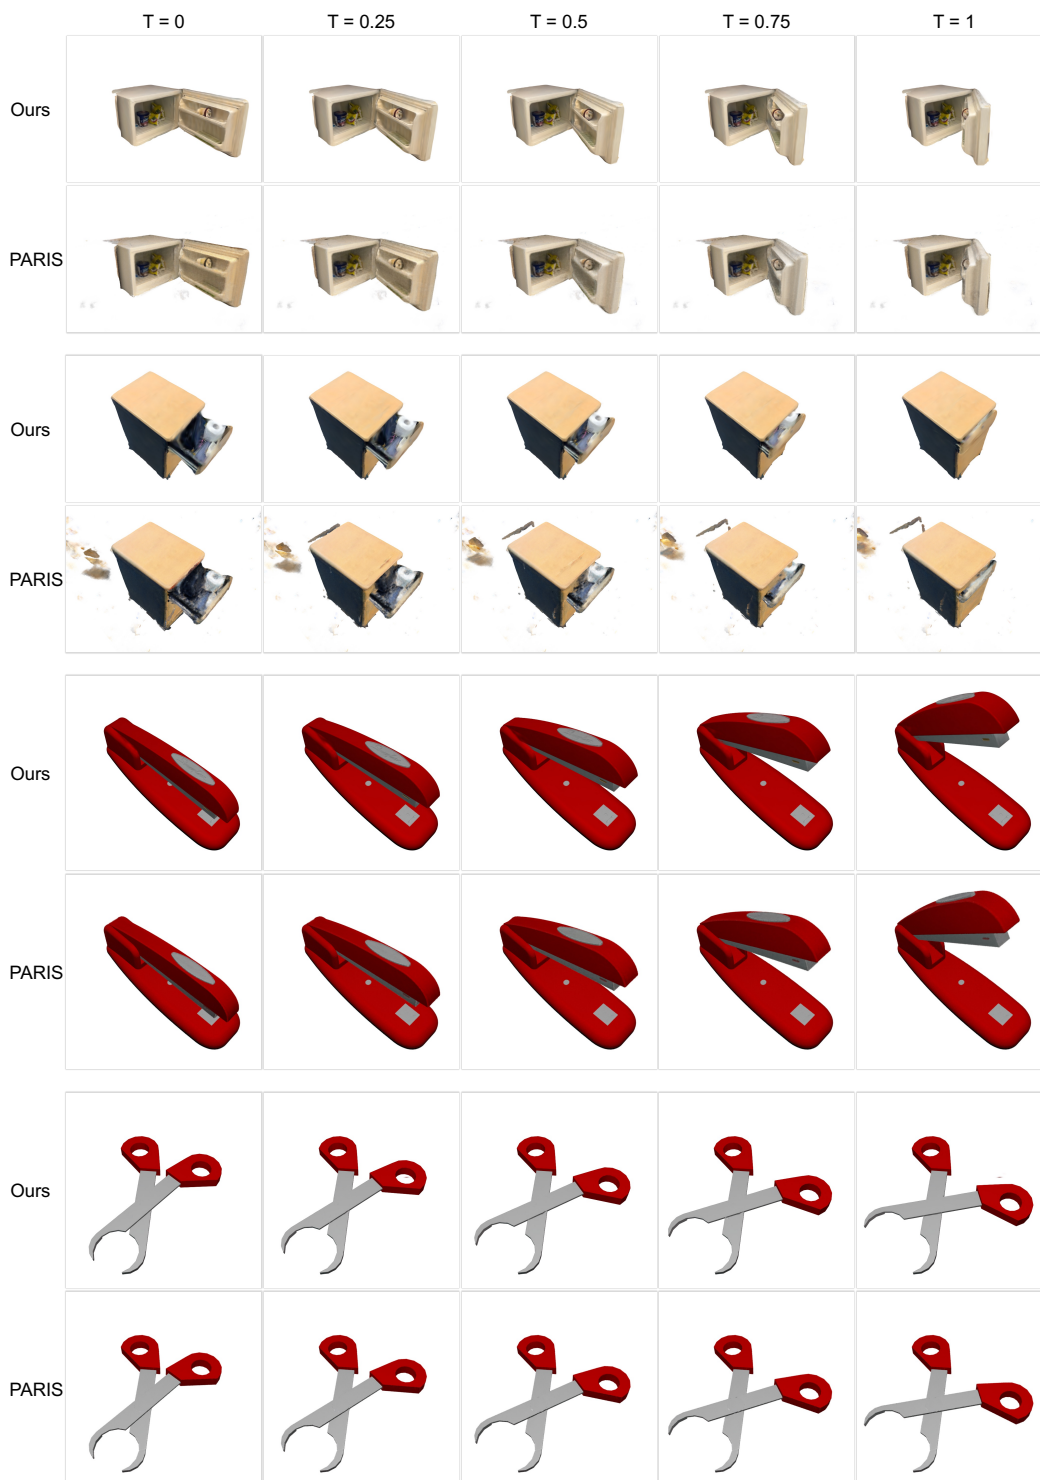 T = 0 T = 0.25 T = 0.5 T = 0.75 T = 1
Ours
PARIS
Ours
PARIS
Ours
PARIS
Ours
PARIS